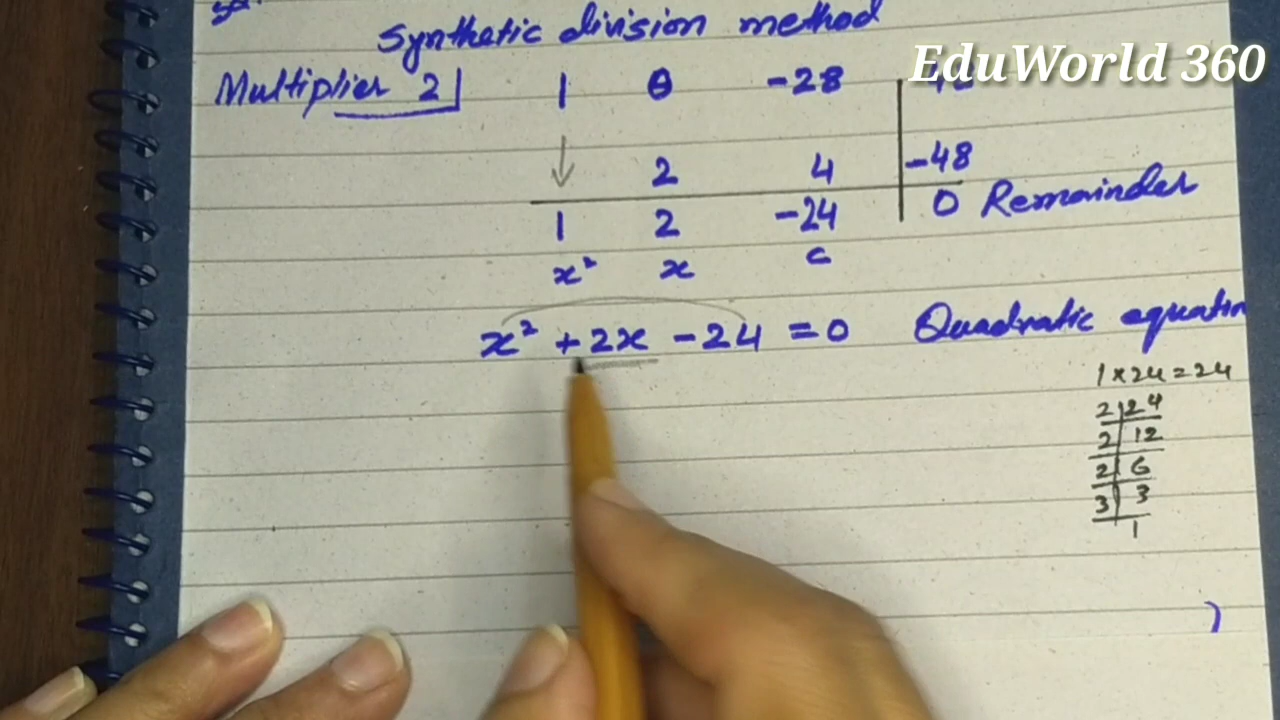 Synthetic division method
EduWorld 360
Multiplier 2 1 0 -28
2 4 -48
1 2 -24 0 Remainder
x² x c
x² + 2x - 24 = 0 Quadratic equation
1 × 24 = 24
2 24
2 12
2 6
3 3
1
)